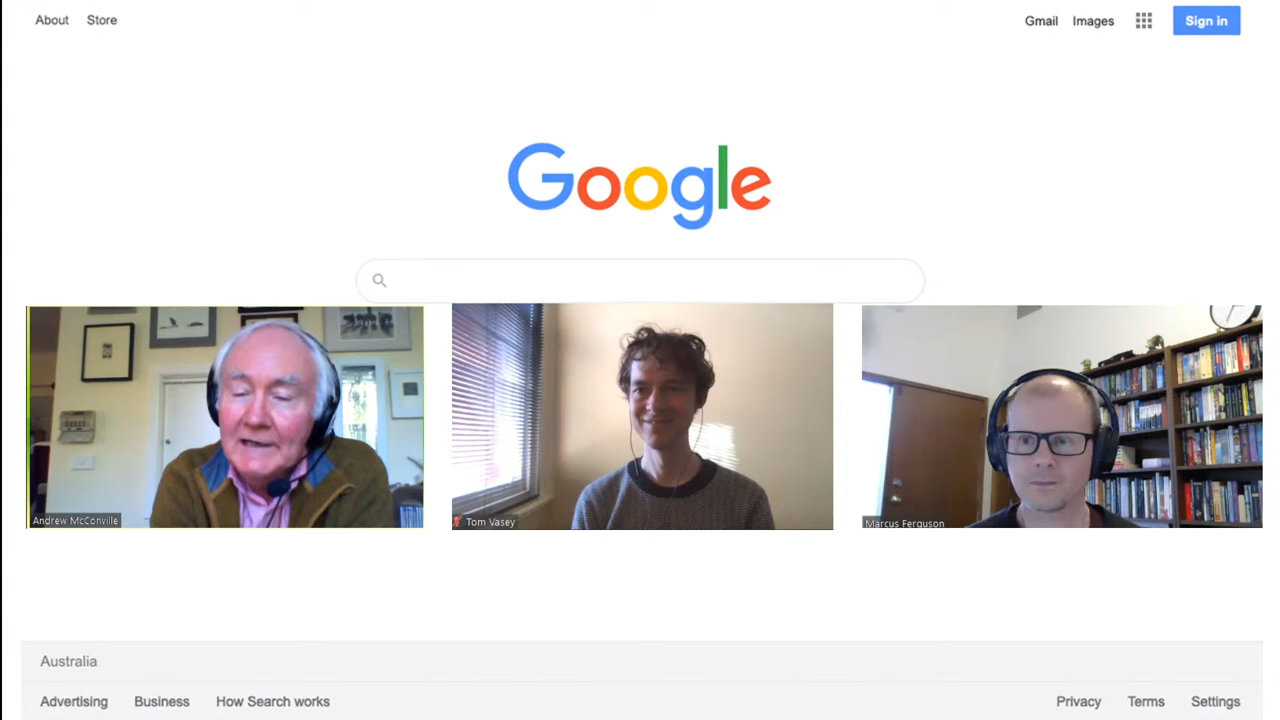 About Store
Gmail Images Sign in
Google
Andrew McConville
Tom Vasey
Marcus Ferguson
Australia
Advertising Business How Search works
Privacy Terms Settings